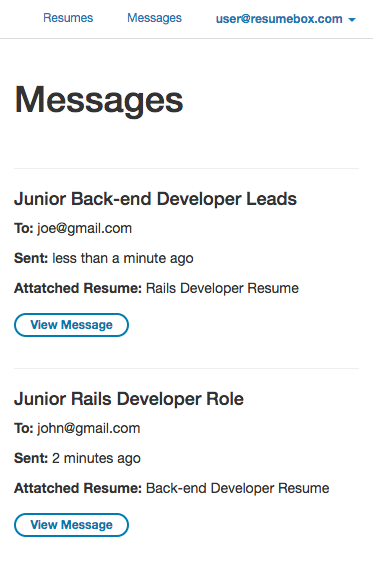 Resumes Messages user@resumebox.com
Messages
Junior Back-end Developer Leads
To: joe@gmail.com
Sent: less than a minute ago
Attatched Resume: Rails Developer Resume
View Message
Junior Rails Developer Role
To: john@gmail.com
Sent: 2 minutes ago
Attatched Resume: Back-end Developer Resume
View Message